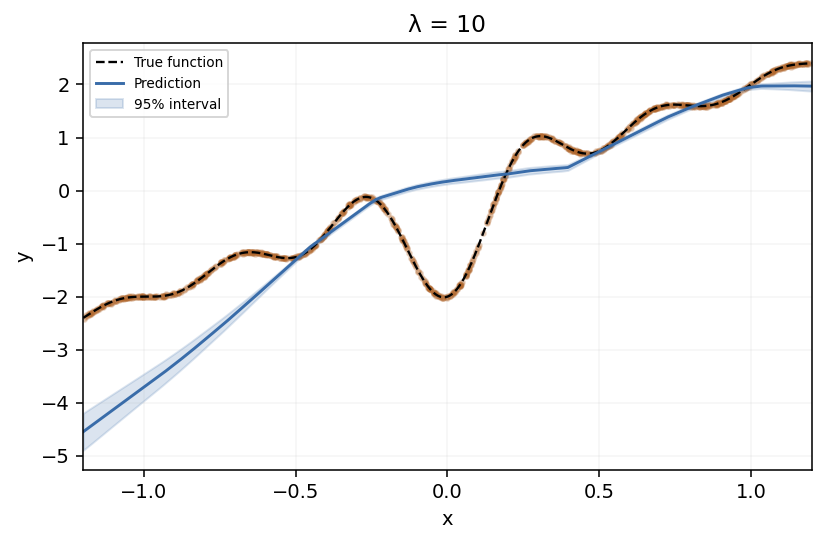 λ = 10
True function
Prediction
95% interval
2
1
0
−1
−2
−3
−4
−5
y
−1.0 −0.5 0.0 0.5 1.0
x